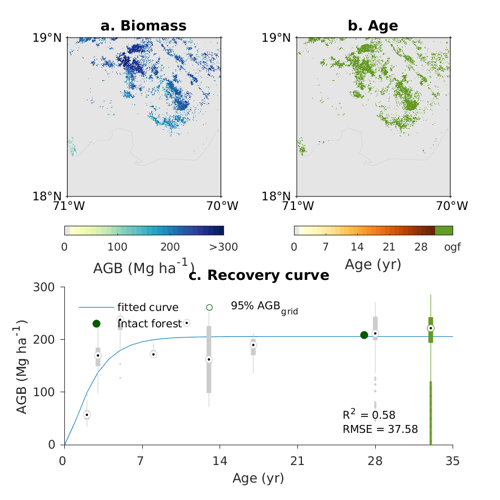 a. Biomass
b. Age
19°N
18°N
71°W 70°W
19°N
18°N
71°W 70°W
0 100 200 >300
AGB (Mg ha-1)
0 7 14 21 28 ogf
Age (yr)
c. Recovery curve
300
200
100
0
AGB (Mg ha-1)
fitted curve
95% AGBgrid
Intact forest
R2 = 0.58
RMSE = 37.58
0 7 14 21 28 35
Age (yr)